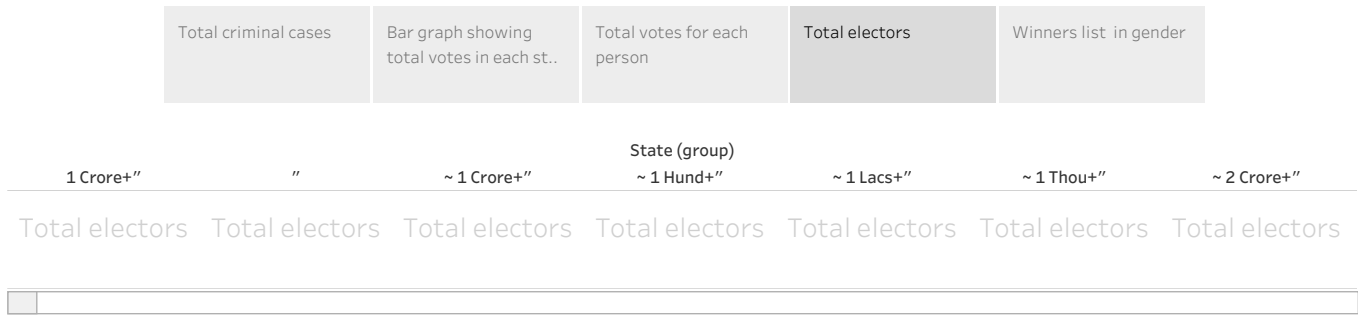 Total criminal cases
Bar graph showing
total votes in each st..
Total votes for each
person
Total electors
Winners list in gender
State (group)
1 Crore+" " ~ 1 Crore+" ~ 1 Hund+" ~ 1 Lacs+" ~ 1 Thou+" ~ 2 Crore+"
Total electors Total electors Total electors Total electors Total electors Total electors Total electors